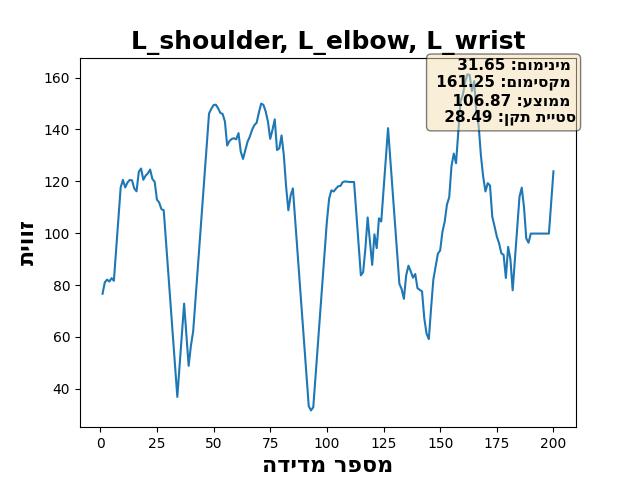 L_shoulder, L_elbow, L_wrist
מינימום: 31.65
מקסימום: 161.25
ממוצע: 106.87
סטיית תקן: 28.49
160
140
120
100
80
60
40
זווית
0 25 50 75 100 125 150 175 200
מספר מדידה